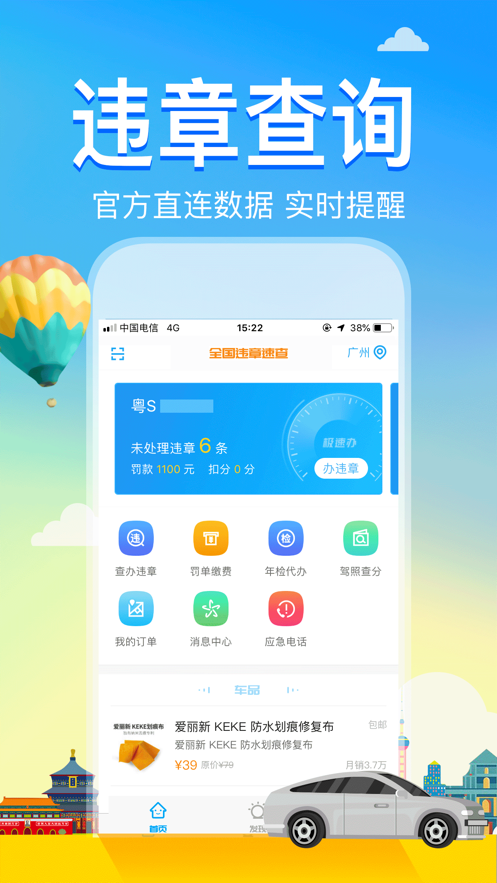 违章查询
官方直连数据 实时提醒
中国电信 4G 15:22 38%
全国违章速查 广州
粤S
未处理违章 6 条
罚款 1100 元 扣分 0 分
极速办
办违章
查办违章 罚单缴费 年检代办 驾照查分
我的订单 消息中心 应急电话
车品
爱丽新 KEKE划痕布
爱丽新 KEKE 防水划痕修复布 包邮
爱丽新 KEKE 防水划痕修复布
¥39 原价¥79 月销3.7万
首页 发现